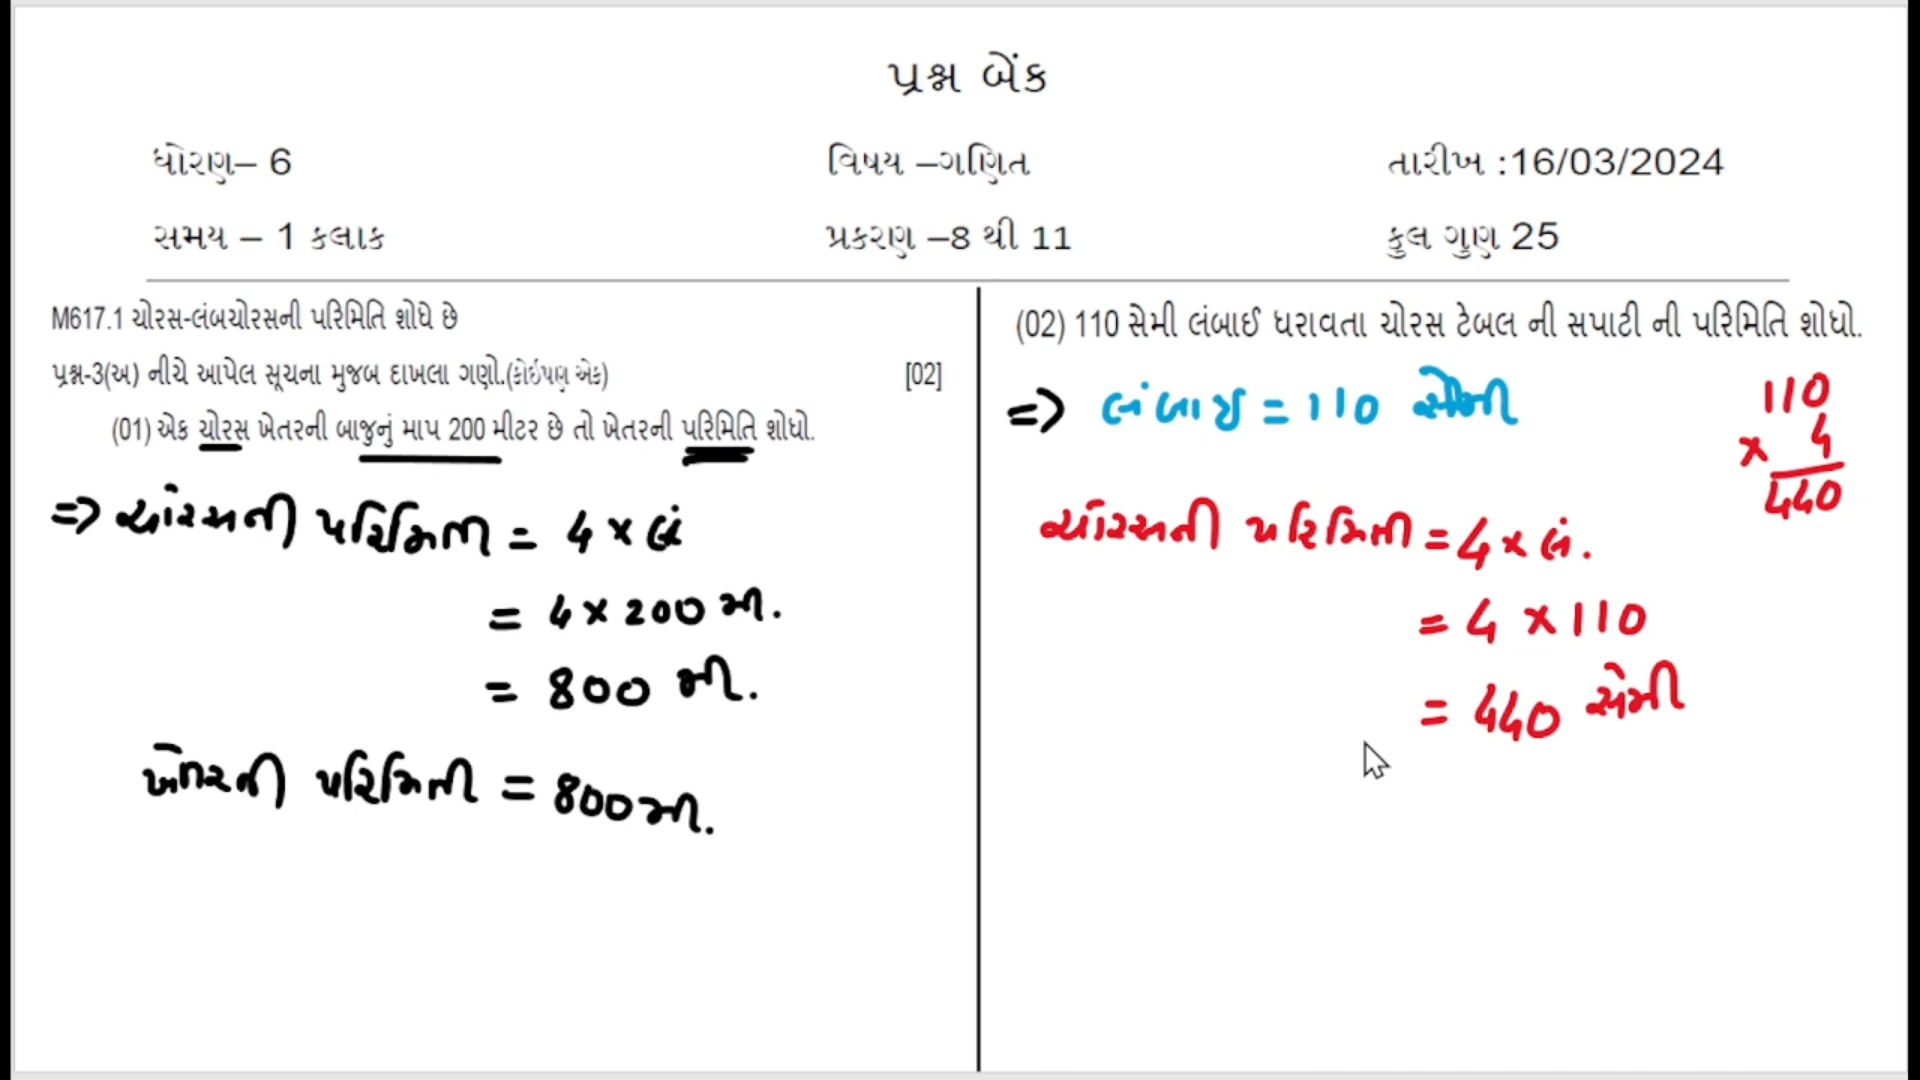 પ્રશ્ન બેંક
ધોરણ– 6 વિષય –ગણિત તારીખ :16/03/2024
સમય – 1 કલાક પ્રકરણ –8 થી 11 કુલ ગુણ 25
M617.1 ચોરસ-લંબચોરસની પરિમિતિ શોધે છે
પ્રશ્ન-3(અ) નીચે આપેલ સૂચના મુજબ દાખલા ગણો.(કોઈપણ એક) [02]
(01) એક ચોરસ ખેતરની બાજુનું માપ 200 મીટર છે તો ખેતરની પરિમિતિ શોધો.
=> ચોરસની પરિમિતી = 4 × લં
= 4 × 200 મી.
= 800 મી.
ખેતરની પરિમિતી = 800 મી.
(02) 110 સેમી લંબાઈ ધરાવતા ચોરસ ટેબલ ની સપાટી ની પરિમિતિ શોધો.
=> લંબાઇ = 110 સેમી
110
× 4
440
ચોરસની પરિમિતી = 4 × લં.
= 4 × 110
= 440 સેમી